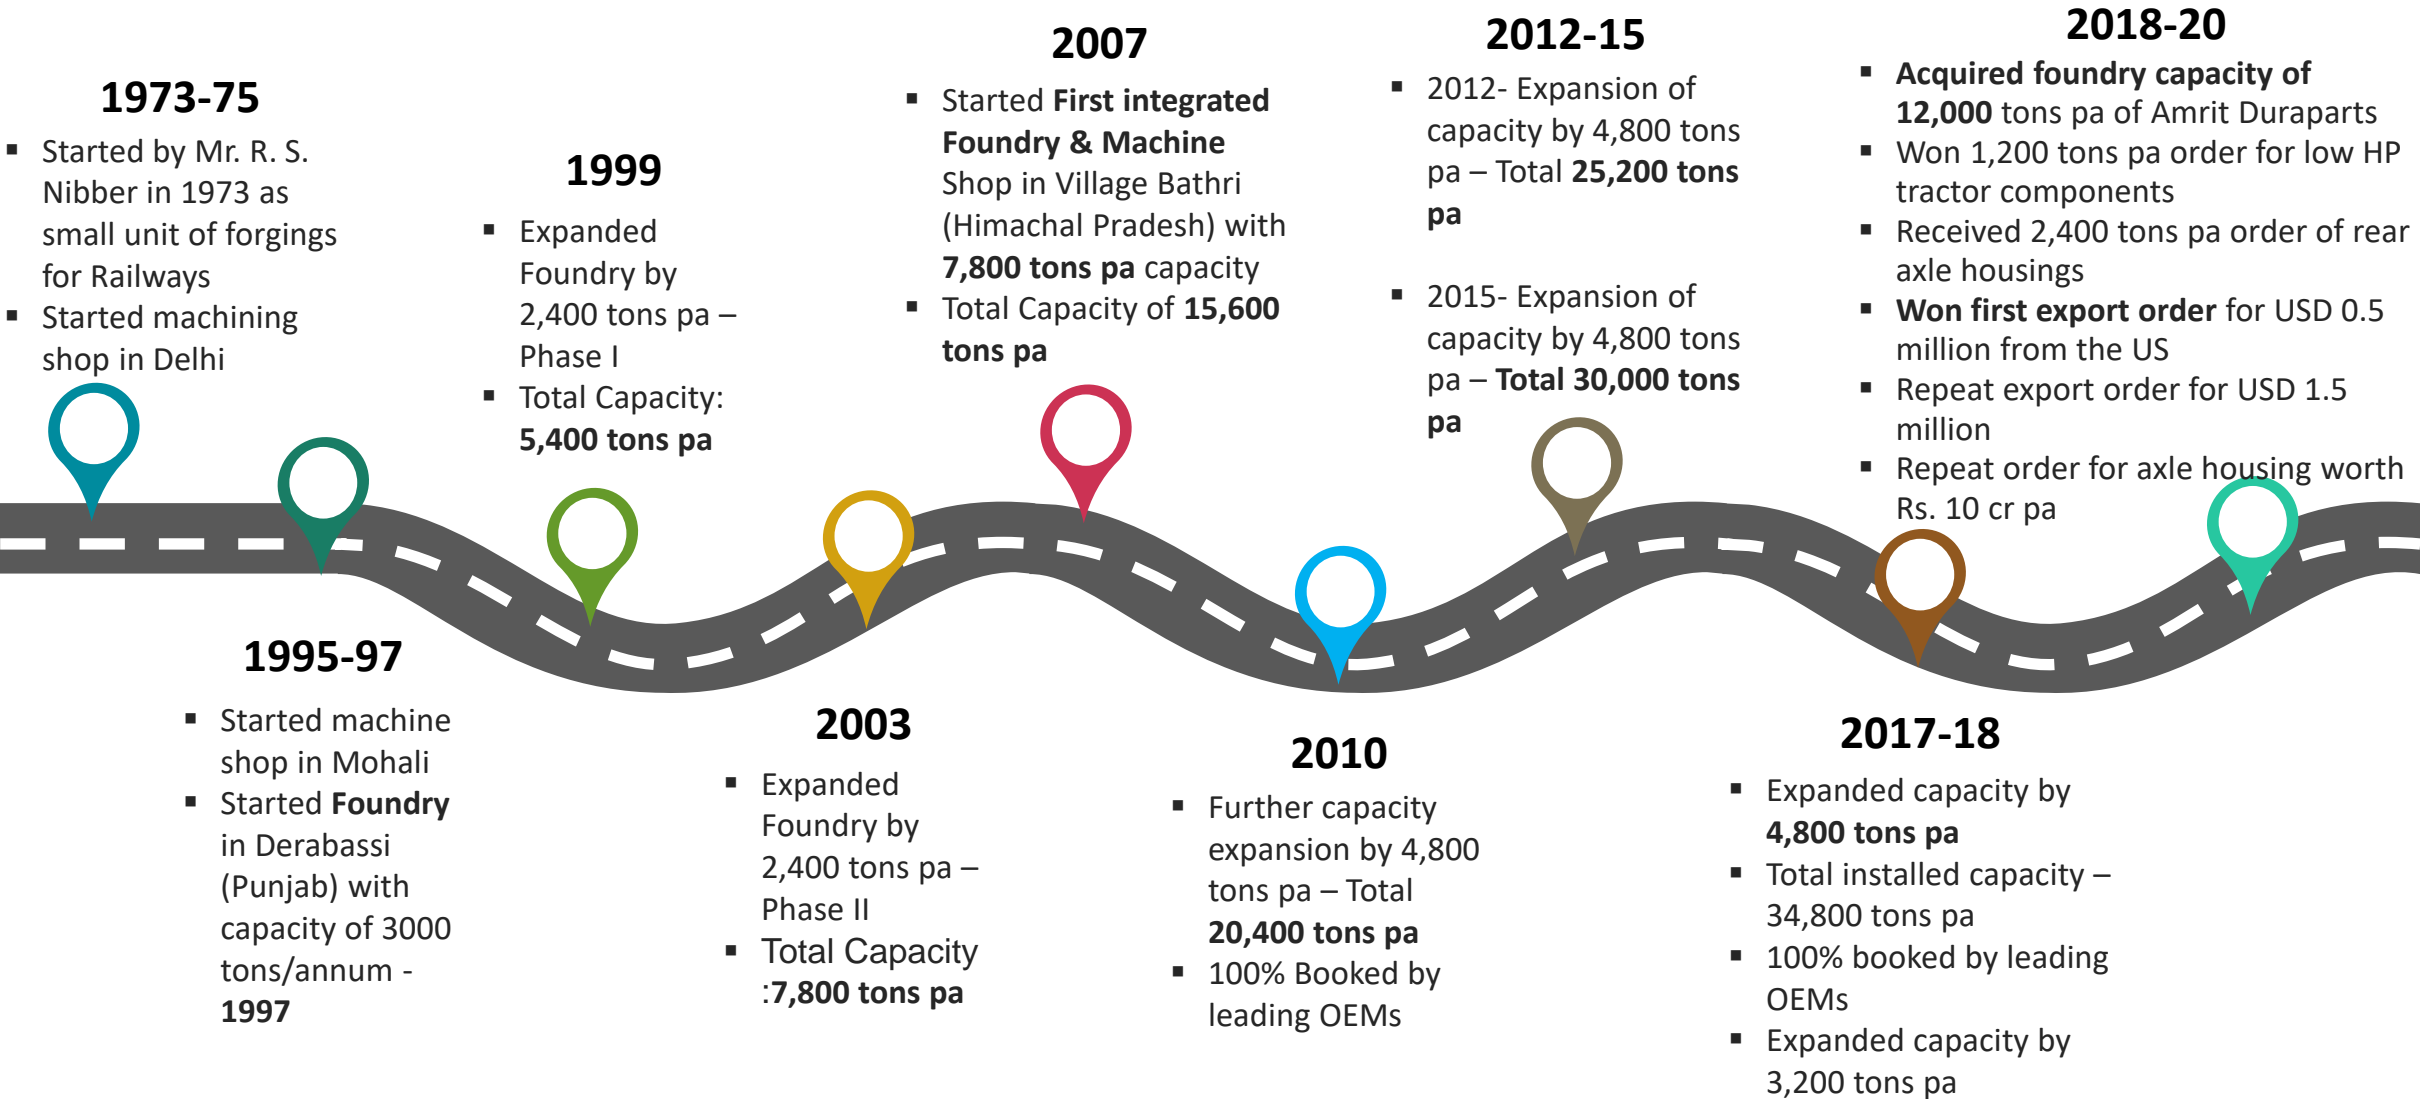 1973-75
▪ Started by Mr. R. S.
Nibber in 1973 as
small unit of forgings
for Railways
▪ Started machining
shop in Delhi
1995-97
▪ Started machine
shop in Mohali
▪ Started Foundry
in Derabassi
(Punjab) with
capacity of 3000
tons/annum -
1997
1999
▪ Expanded
Foundry by
2,400 tons pa –
Phase I
▪ Total Capacity:
5,400 tons pa
2003
▪ Expanded
Foundry by
2,400 tons pa –
Phase II
▪ Total Capacity
:7,800 tons pa
2007
▪ Started First integrated
Foundry & Machine
Shop in Village Bathri
(Himachal Pradesh) with
7,800 tons pa capacity
▪ Total Capacity of 15,600
tons pa
2010
▪ Further capacity
expansion by 4,800
tons pa – Total
20,400 tons pa
▪ 100% Booked by
leading OEMs
2012-15
▪ 2012- Expansion of
capacity by 4,800 tons
pa – Total 25,200 tons
pa
▪ 2015- Expansion of
capacity by 4,800 tons
pa – Total 30,000 tons
pa
2017-18
▪ Expanded capacity by
4,800 tons pa
▪ Total installed capacity –
34,800 tons pa
▪ 100% booked by leading
OEMs
▪ Expanded capacity by
3,200 tons pa
2018-20
▪ Acquired foundry capacity of
12,000 tons pa of Amrit Duraparts
▪ Won 1,200 tons pa order for low HP
tractor components
▪ Received 2,400 tons pa order of rear
axle housings
▪ Won first export order for USD 0.5
million from the US
▪ Repeat export order for USD 1.5
million
▪ Repeat order for axle housing worth
Rs. 10 cr pa